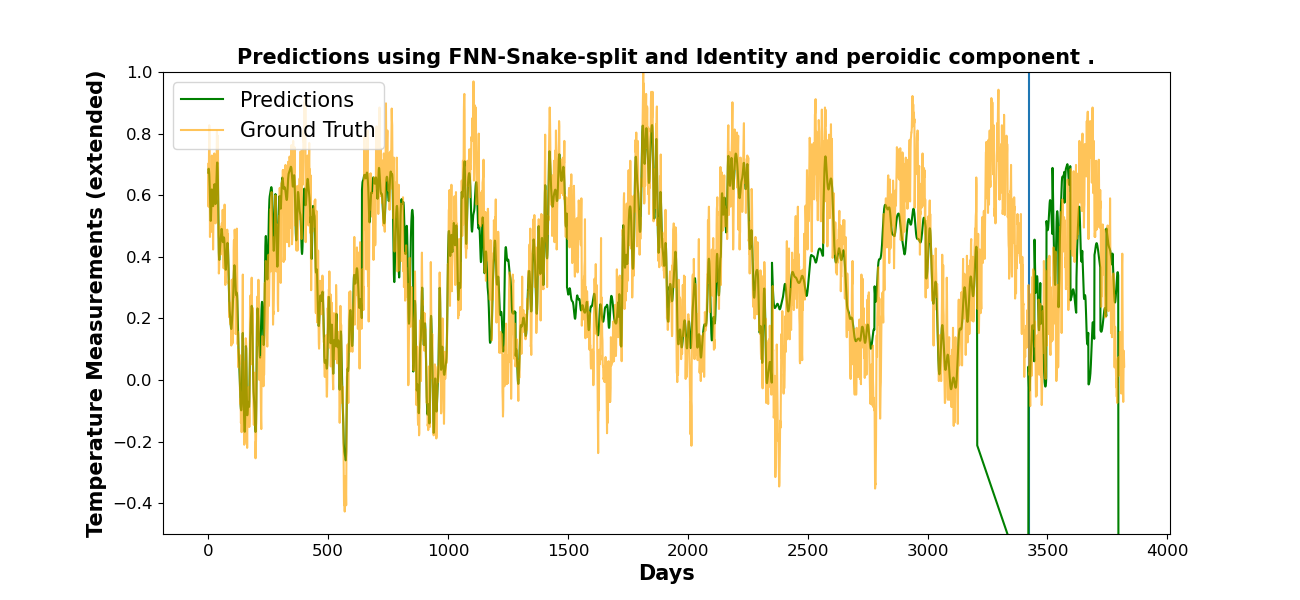 Predictions using FNN-Snake-split and Identity and peroidic component .
Temperature Measurements (extended)
1.0
0.8
0.6
0.4
0.2
0.0
−0.2
−0.4
Predictions
Ground Truth
0 500 1000 1500 2000 2500 3000 3500 4000
Days